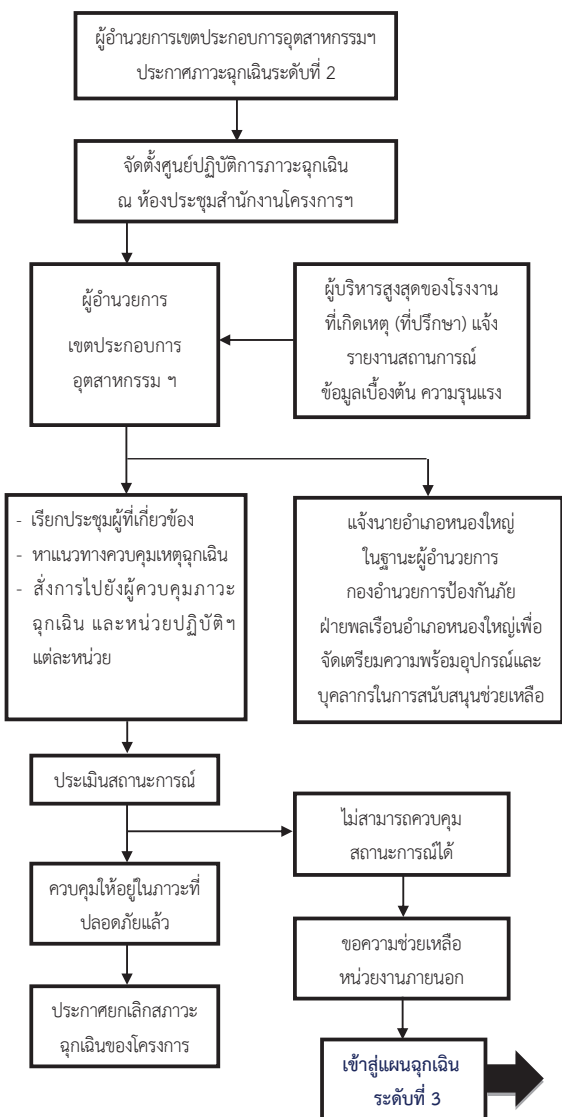 ผู้อำนวยการเขตประกอบการอุตสาหกรรมฯ
ประกาศภาวะฉุกเฉินระดับที่ 2
จัดตั้งศูนย์ปฏิบัติการภาวะฉุกเฉิน
ณ ห้องประชุมสำนักงานโครงการฯ
ผู้อำนวยการ
เขตประกอบการ
อุตสาหกรรม ฯ
ผู้บริหารสูงสุดของโรงงาน
ที่เกิดเหตุ (ที่ปรึกษา) แจ้ง
รายงานสถานการณ์
ข้อมูลเบื้องต้น ความรุนแรง
- เรียกประชุมผู้ที่เกี่ยวข้อง
- หาแนวทางควบคุมเหตุฉุกเฉิน
- สั่งการไปยังผู้ควบคุมภาวะ
ฉุกเฉิน และหน่วยปฏิบัติฯ
แต่ละหน่วย
แจ้งนายอำเภอหนองใหญ่
ในฐานะผู้อำนวยการ
กองอำนวยการป้องกันภัย
ฝ่ายพลเรือนอำเภอหนองใหญ่เพื่อ
จัดเตรียมความพร้อมอุปกรณ์และ
บุคลากรในการสนับสนุนช่วยเหลือ
ประเมินสถานะการณ์
ไม่สามารถควบคุม
สถานะการณ์ได้
ควบคุมให้อยู่ในภาวะที่
ปลอดภัยแล้ว
ขอความช่วยเหลือ
หน่วยงานภายนอก
ประกาศยกเลิกสภาวะ
ฉุกเฉินของโครงการ
เข้าสู่แผนฉุกเฉิน
ระดับที่ 3